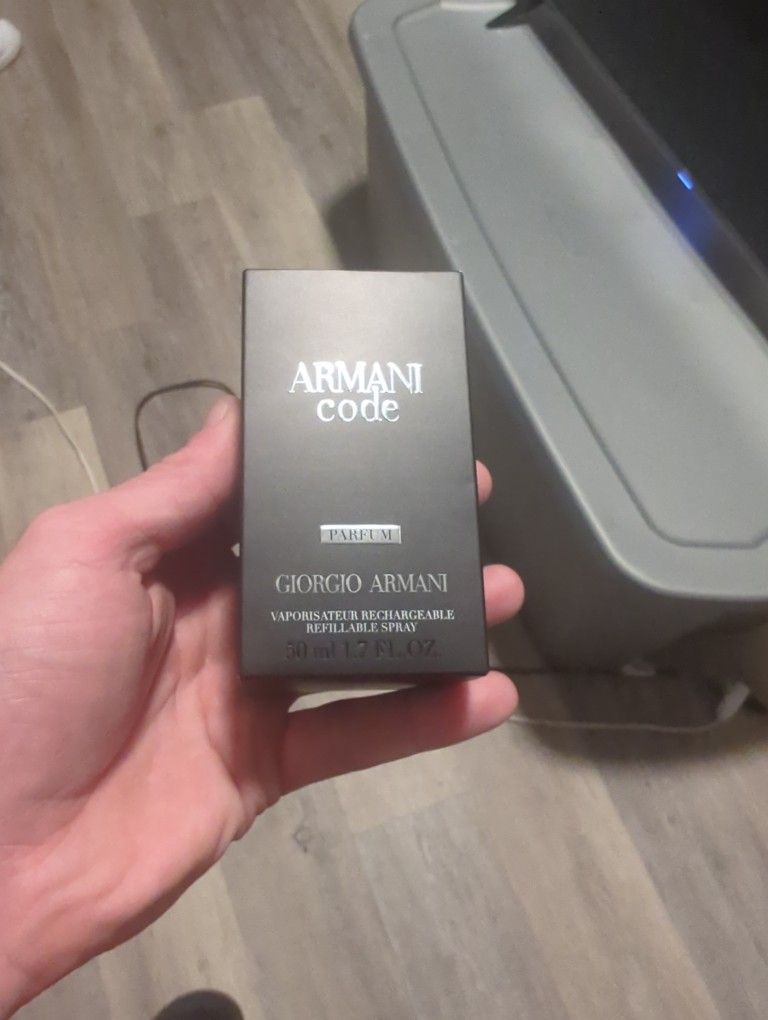 ARMANI
code
PARFUM
GIORGIO ARMANI
VAPORISATEUR RECHARGEABLE
REFILLABLE SPRAY
50 ml 1.7 FL. OZ.